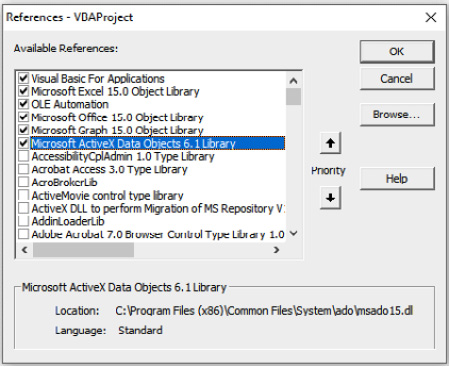 References - VBAProject
Available References:
Visual Basic For Applications
Microsoft Excel 15.0 Object Library
OLE Automation
Microsoft Office 15.0 Object Library
Microsoft Graph 15.0 Object Library
Microsoft ActiveX Data Objects 6.1 Library
AccessibilityCplAdmin 1.0 Type Library
Acrobat Access 3.0 Type Library
AcroBrokerLib
ActiveMovie control type library
ActiveX DLL to perform Migration of MS Repository V
AddinLoaderLib
Adobe Acrobat 7.0 Browser Control Type Library 1.0
OK
Cancel
Browse...
Priority
Help
Microsoft ActiveX Data Objects 6.1 Library
Location: C:\Program Files (x86)\Common Files\System\ado\msado15.dl
Language: Standard